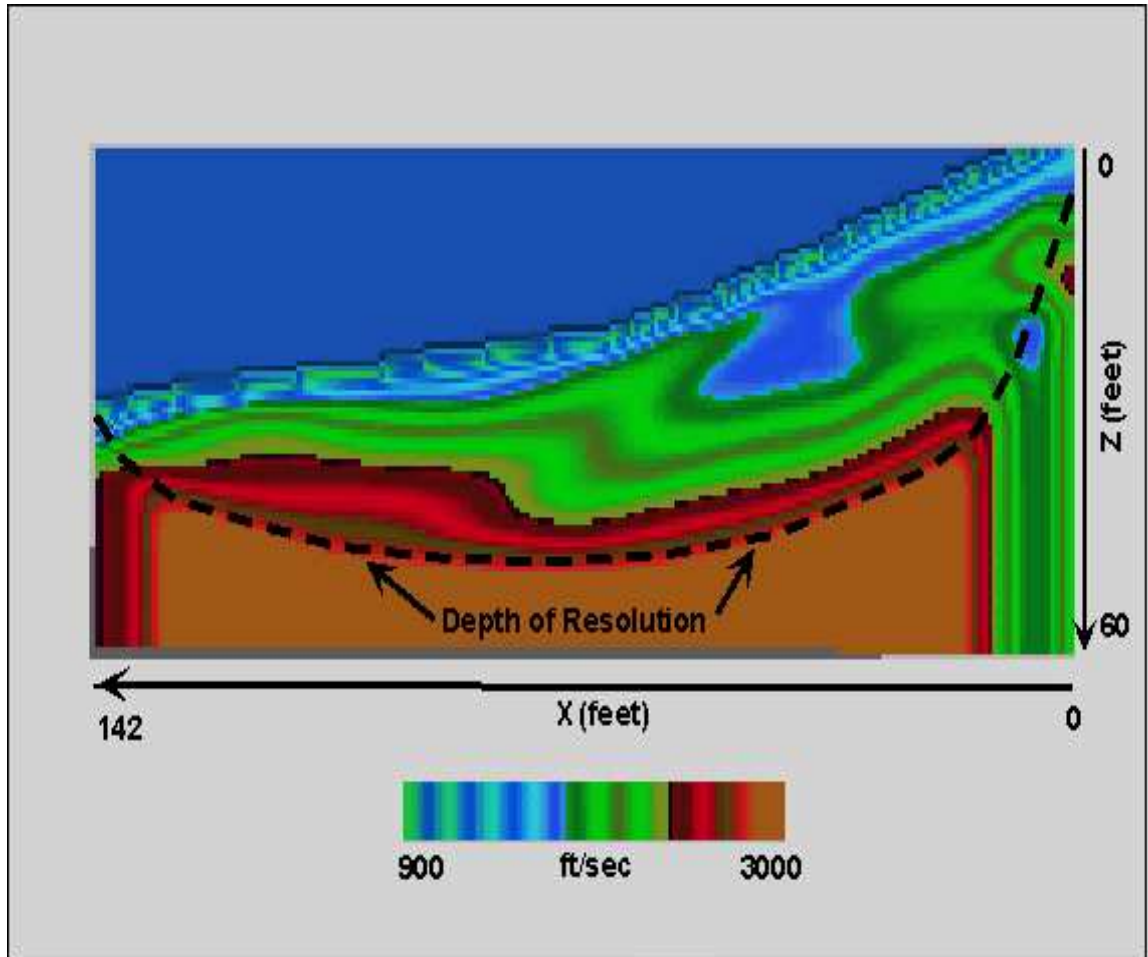 0
Z (feet)
60
Depth of Resolution
142
X (feet)
0
900
ft/sec
3000